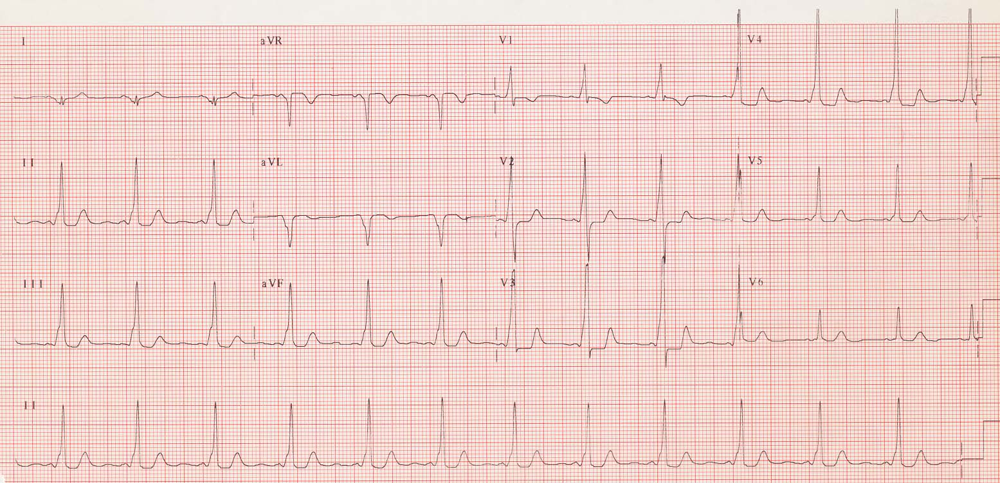 I aVR V1 V4
II aVL V2 V5
III aVF V3 V6
II